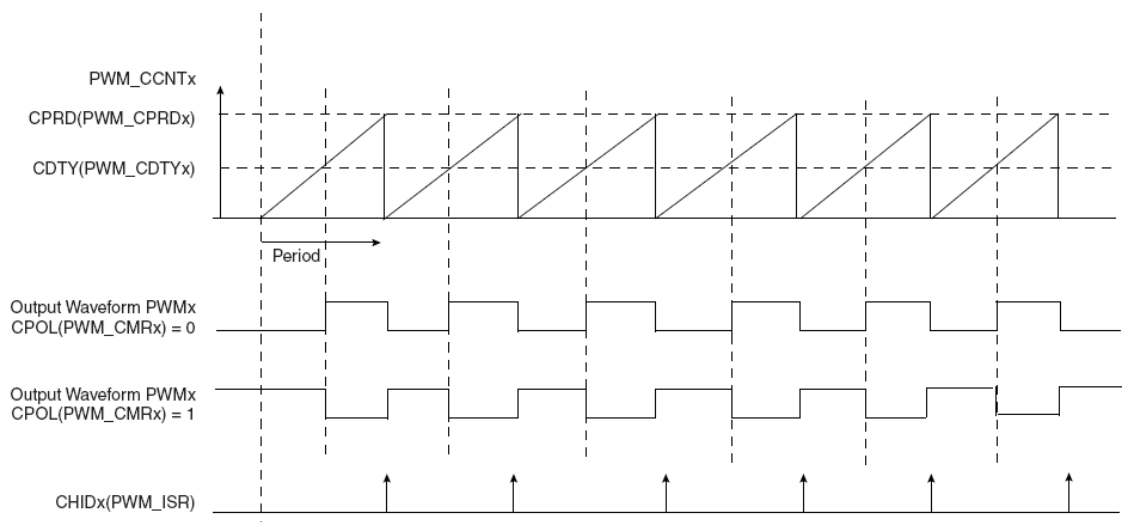 PWM_CCNTx
CPRD(PWM_CPRDx)
CDTY(PWM_CDTYx)
Period
Output Waveform PWMx
CPOL(PWM_CMRx) = 0
Output Waveform PWMx
CPOL(PWM_CMRx) = 1
CHIDx(PWM_ISR)